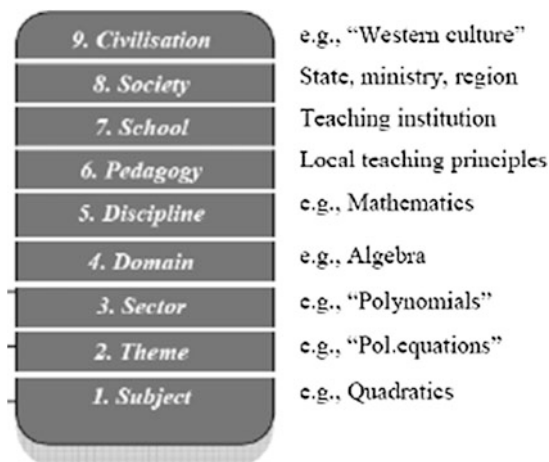 9. Civilisation e.g., “Western culture”
8. Society State, ministry, region
7. School Teaching institution
6. Pedagogy Local teaching principles
5. Discipline e.g., Mathematics
4. Domain e.g., Algebra
3. Sector e.g., “Polynomials”
2. Theme e.g., “Pol.equations”
1. Subject e.g., Quadratics